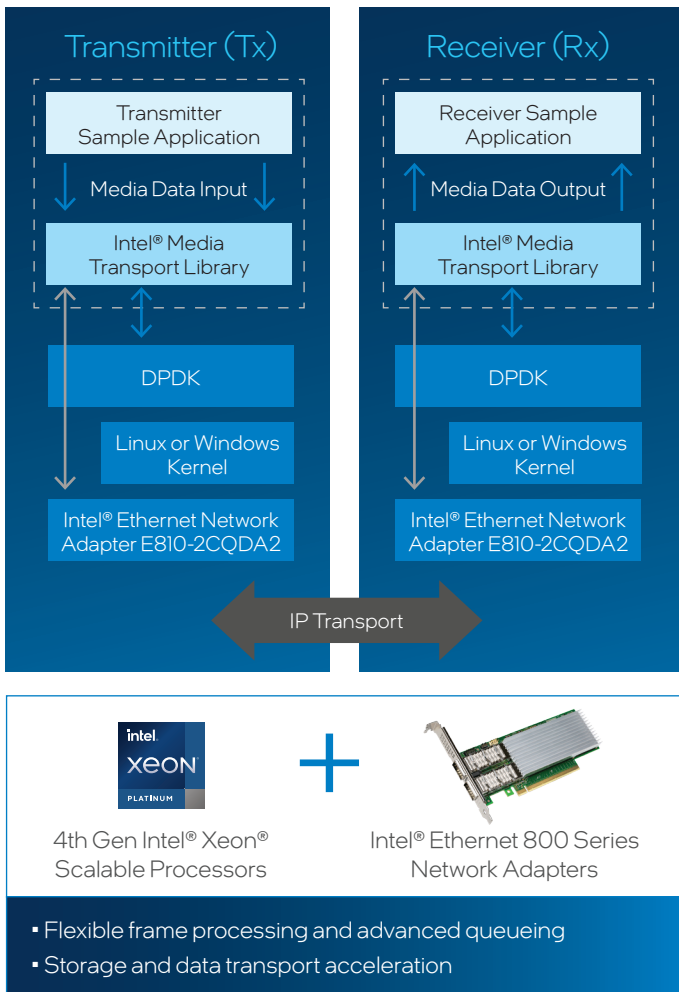 Transmitter (Tx)
Transmitter
Sample Application
Media Data Input
Intel® Media
Transport Library
DPDK
Linux or Windows
Kernel
Intel® Ethernet Network
Adapter E810-2CQDA2
Receiver (Rx)
Receiver Sample
Application
Media Data Output
Intel® Media
Transport Library
DPDK
Linux or Windows
Kernel
Intel® Ethernet Network
Adapter E810-2CQDA2
IP Transport
intel.
xeon
PLATINUM
4th Gen Intel® Xeon®
Scalable Processors
Intel® Ethernet 800 Series
Network Adapters
▪ Flexible frame processing and advanced queueing
▪ Storage and data transport acceleration